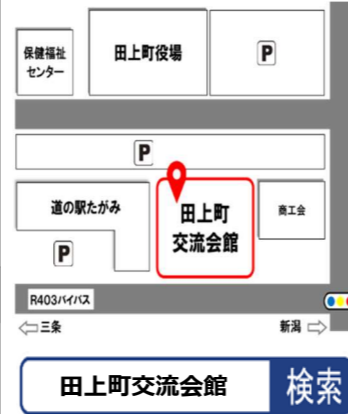 保健福祉
センター
田上町役場
P
P
道の駅たがみ
P
田上町
交流会館
商工会
R403バイパス
三条
新潟
田上町交流会館
検索